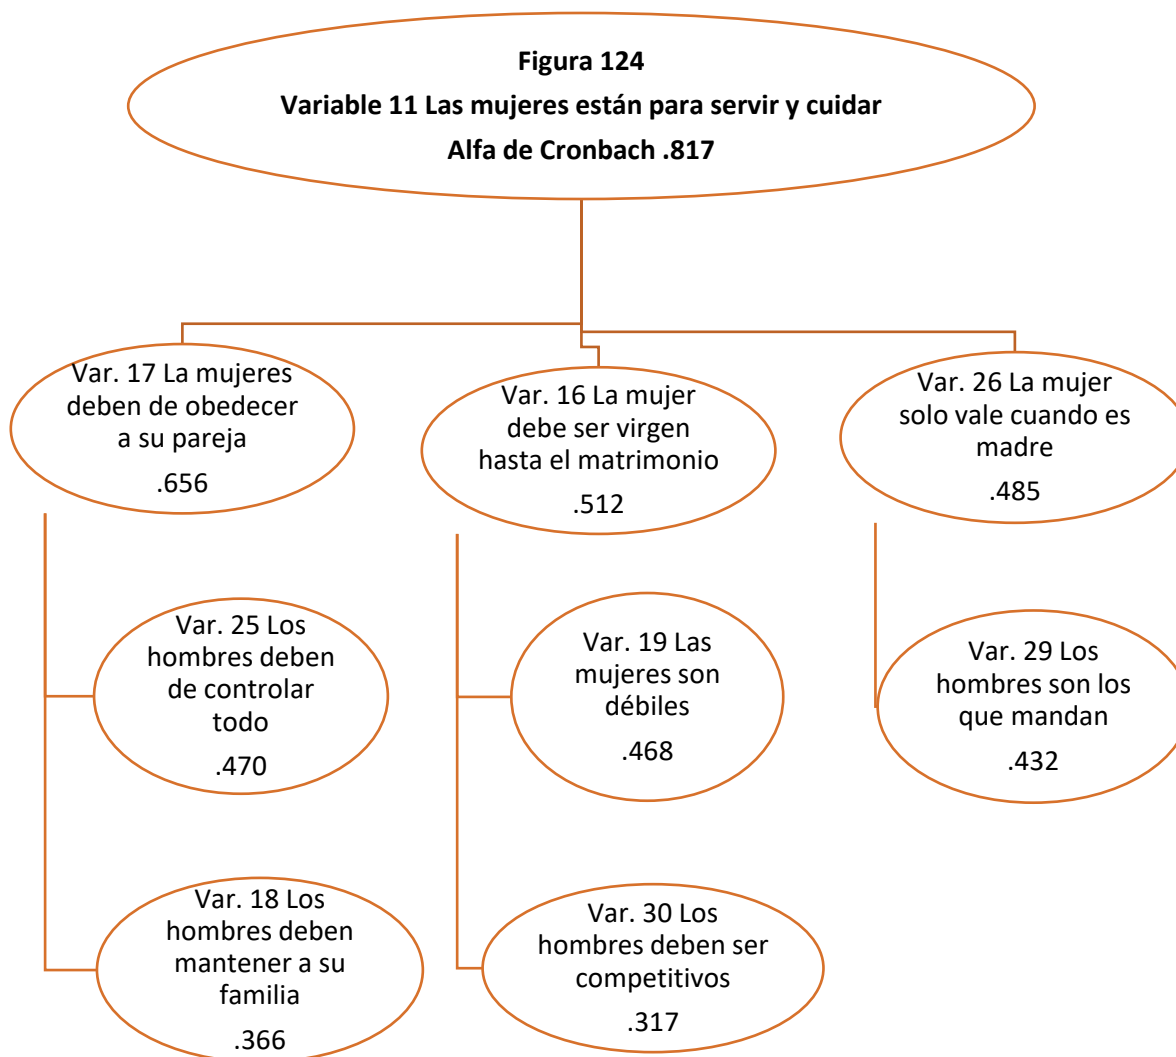 Figura 124
Variable 11 Las mujeres están para servir y cuidar
Alfa de Cronbach .817
Var. 17 La mujeres
deben de obedecer
a su pareja
.656
Var. 16 La mujer
debe ser virgen
hasta el matrimonio
.512
Var. 26 La mujer
solo vale cuando es
madre
.485
Var. 25 Los
hombres deben
de controlar
todo
.470
Var. 19 Las
mujeres son
débiles
.468
Var. 29 Los
hombres son los
que mandan
.432
Var. 18 Los
hombres deben
mantener a su
familia
.366
Var. 30 Los
hombres deben ser
competitivos
.317